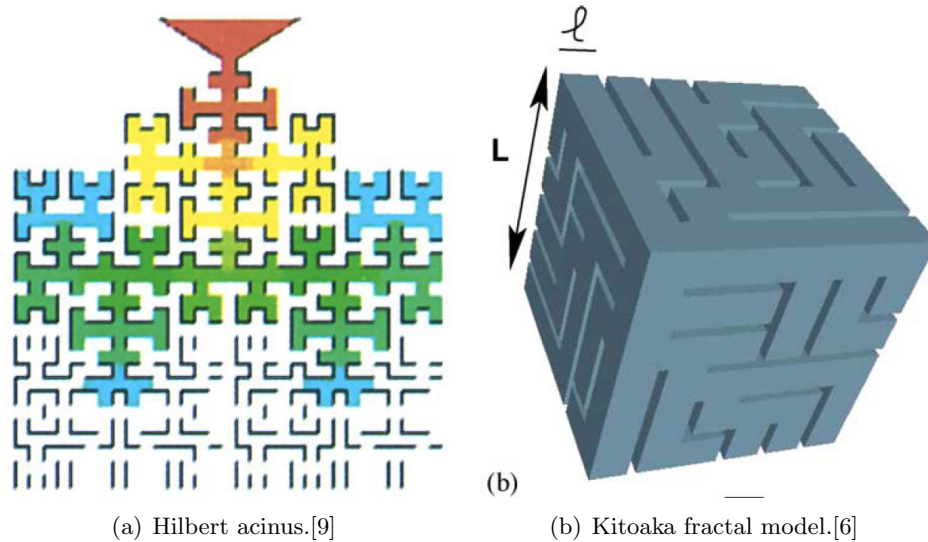 ℓ
L
(b)
(a) Hilbert acinus.[9]
(b) Kitoaka fractal model.[6]